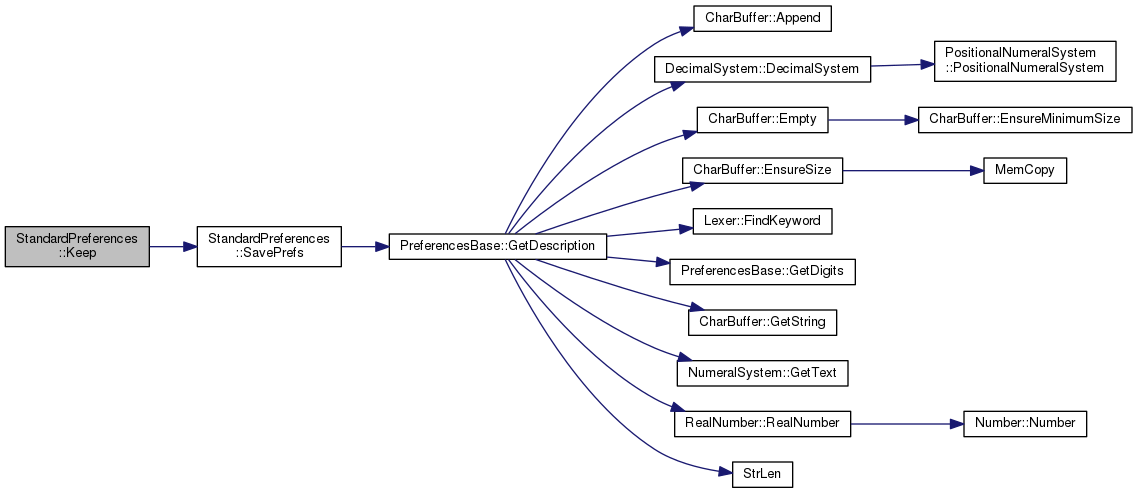 StandardPreferences
::Keep
StandardPreferences
::SavePrefs
PreferencesBase::GetDescription
CharBuffer::Append
DecimalSystem::DecimalSystem
PositionalNumeralSystem
::PositionalNumeralSystem
CharBuffer::Empty
CharBuffer::EnsureMinimumSize
CharBuffer::EnsureSize
MemCopy
Lexer::FindKeyword
PreferencesBase::GetDigits
CharBuffer::GetString
NumeralSystem::GetText
RealNumber::RealNumber
Number::Number
StrLen